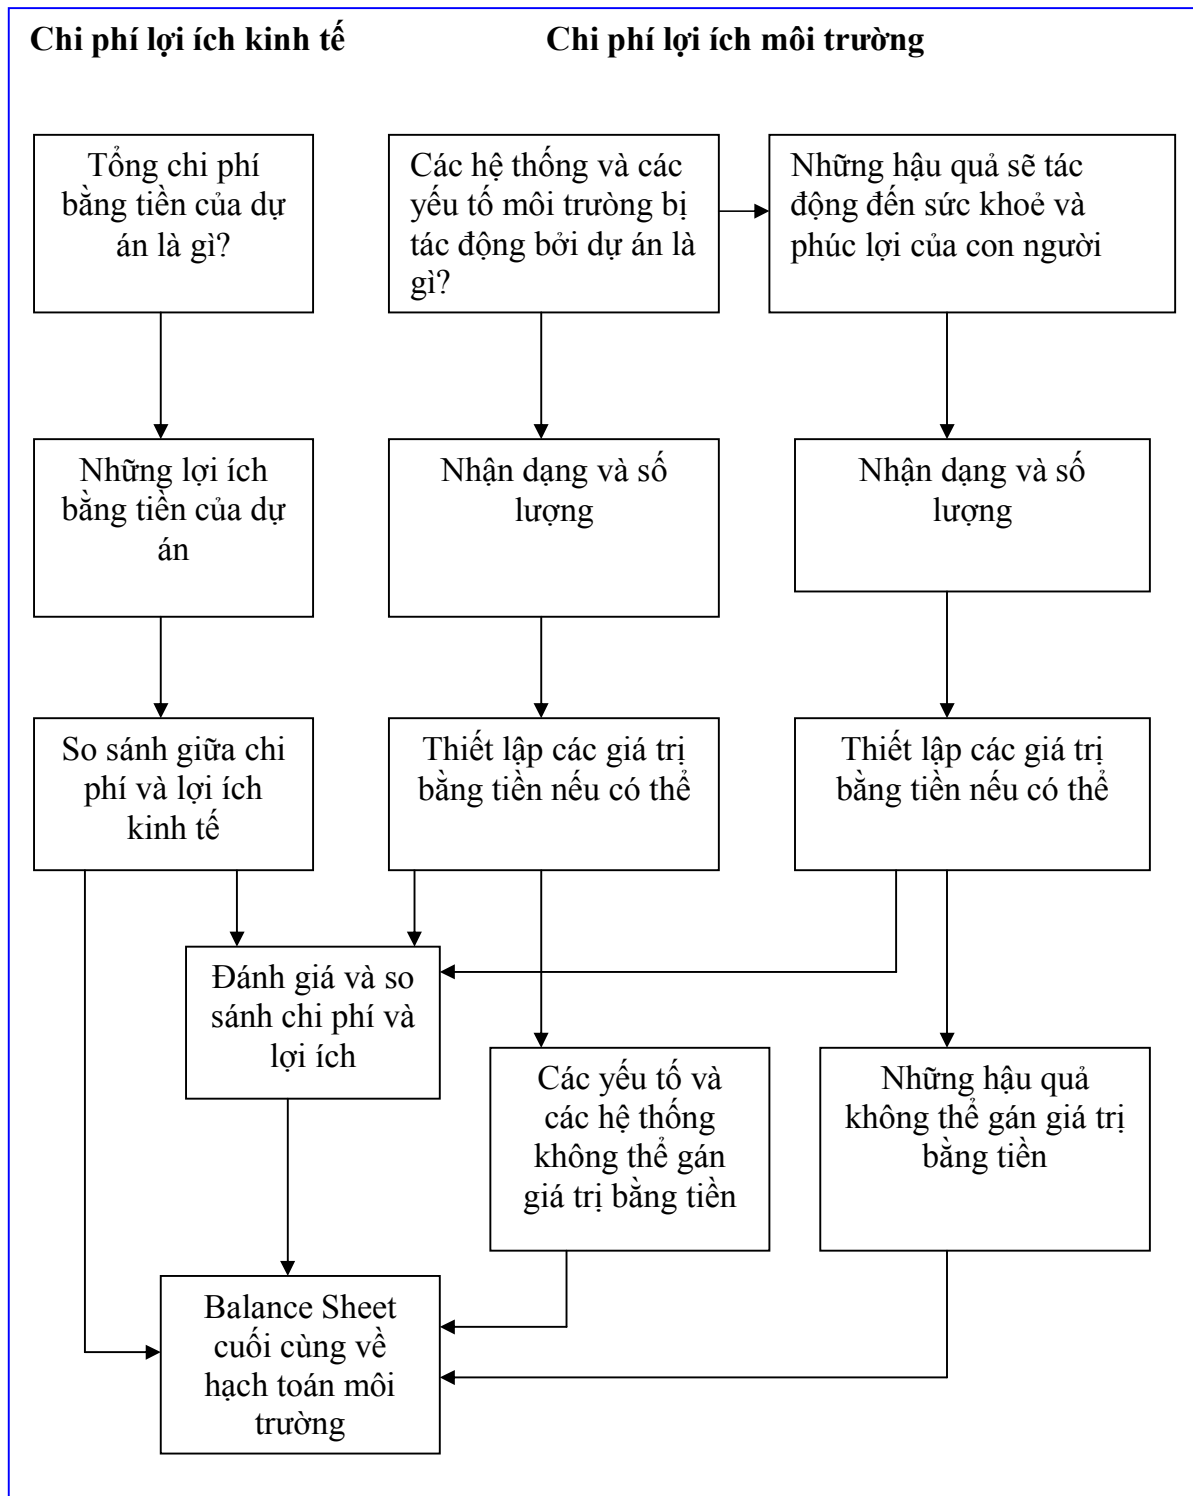 Chi phí lợi ích kinh tế
Chi phí lợi ích môi trường
Tổng chi phí
bằng tiền của dự
án là gì?
Các hệ thống và các
yếu tố môi trưòng bị
tác động bởi dự án là
gì?
Những hậu quả sẽ tác
động đến sức khoẻ và
phúc lợi của con người
Những lợi ích
bằng tiền của dự
án
Nhận dạng và số
lượng
Nhận dạng và số
lượng
So sánh giữa chi
phí và lợi ích
kinh tế
Thiết lập các giá trị
bằng tiền nếu có thể
Thiết lập các giá trị
bằng tiền nếu có thể
Đánh giá và so
sánh chi phí và
lợi ích
Các yếu tố và
các hệ thống
không thể gán
giá trị bằng tiền
Những hậu quả
không thể gán giá trị
bằng tiền
Balance Sheet
cuối cùng về
hạch toán môi
trường